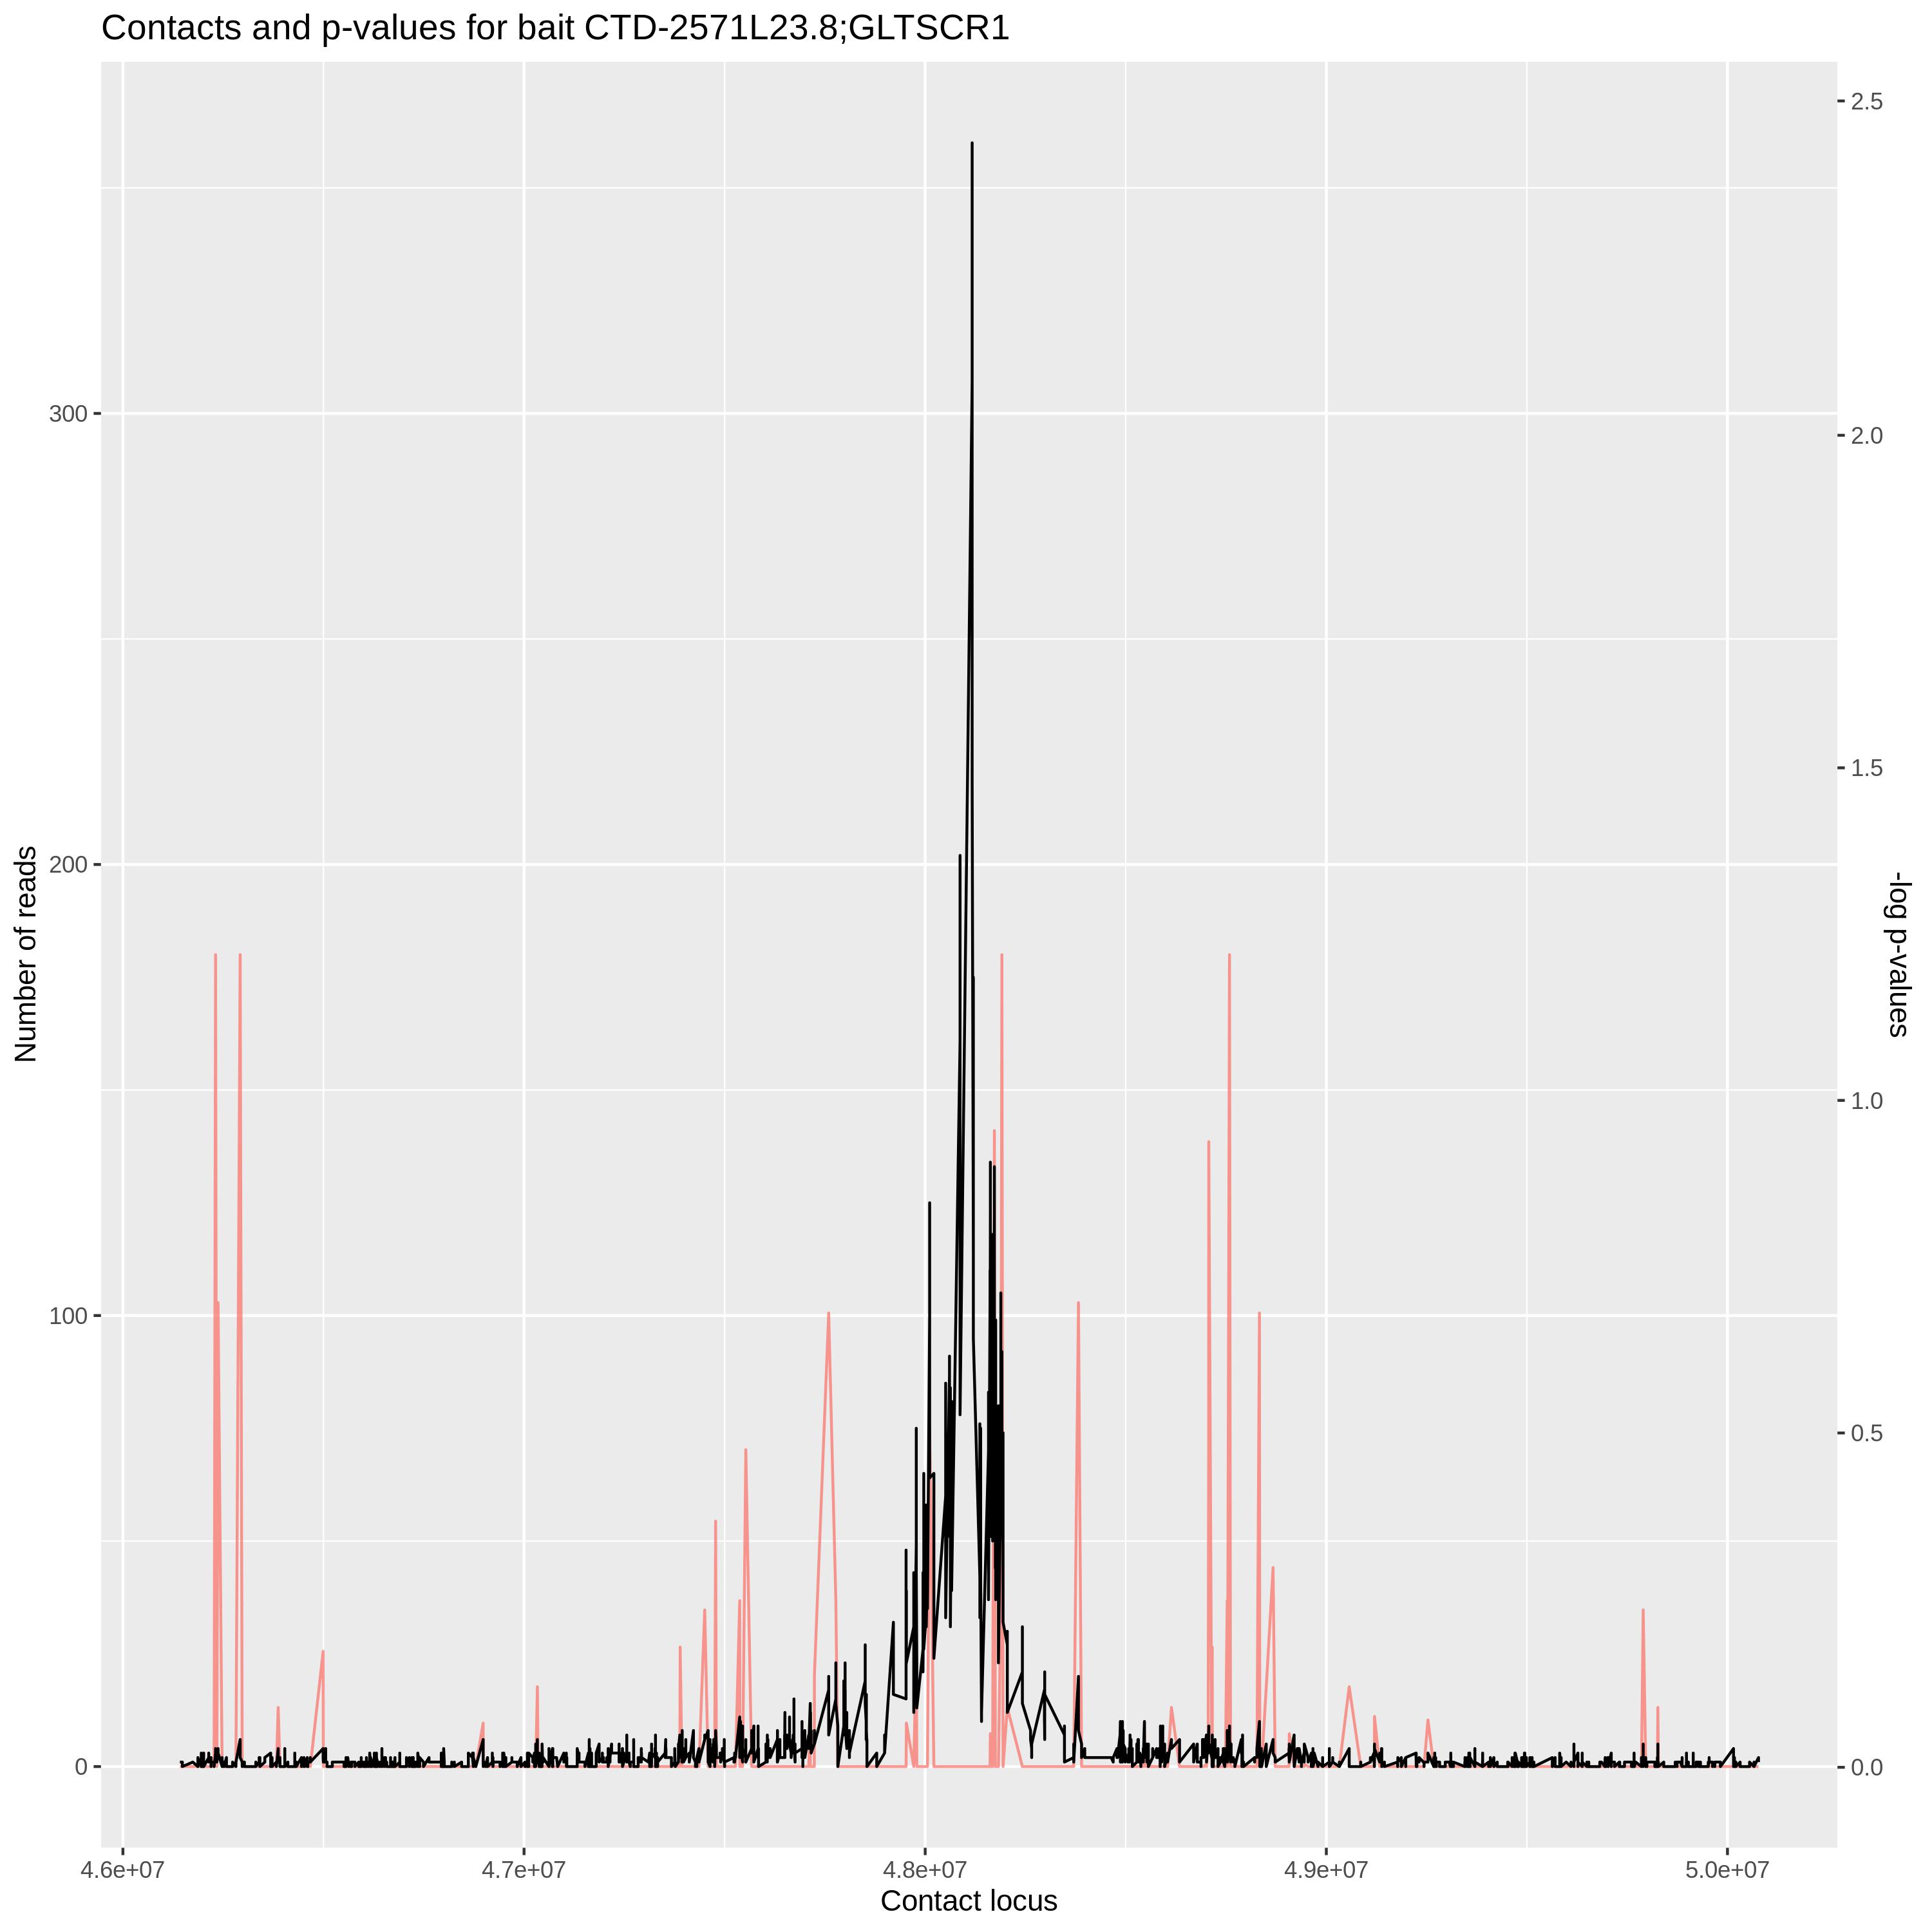 Contacts and p-values for bait CTD-2571L23.8;GLTSCR1
Number of reads
300
200
100
0
2.5
2.0
1.5
1.0
0.5
0.0
-log p-values
4.6e+07 4.7e+07 4.8e+07 4.9e+07 5.0e+07
Contact locus